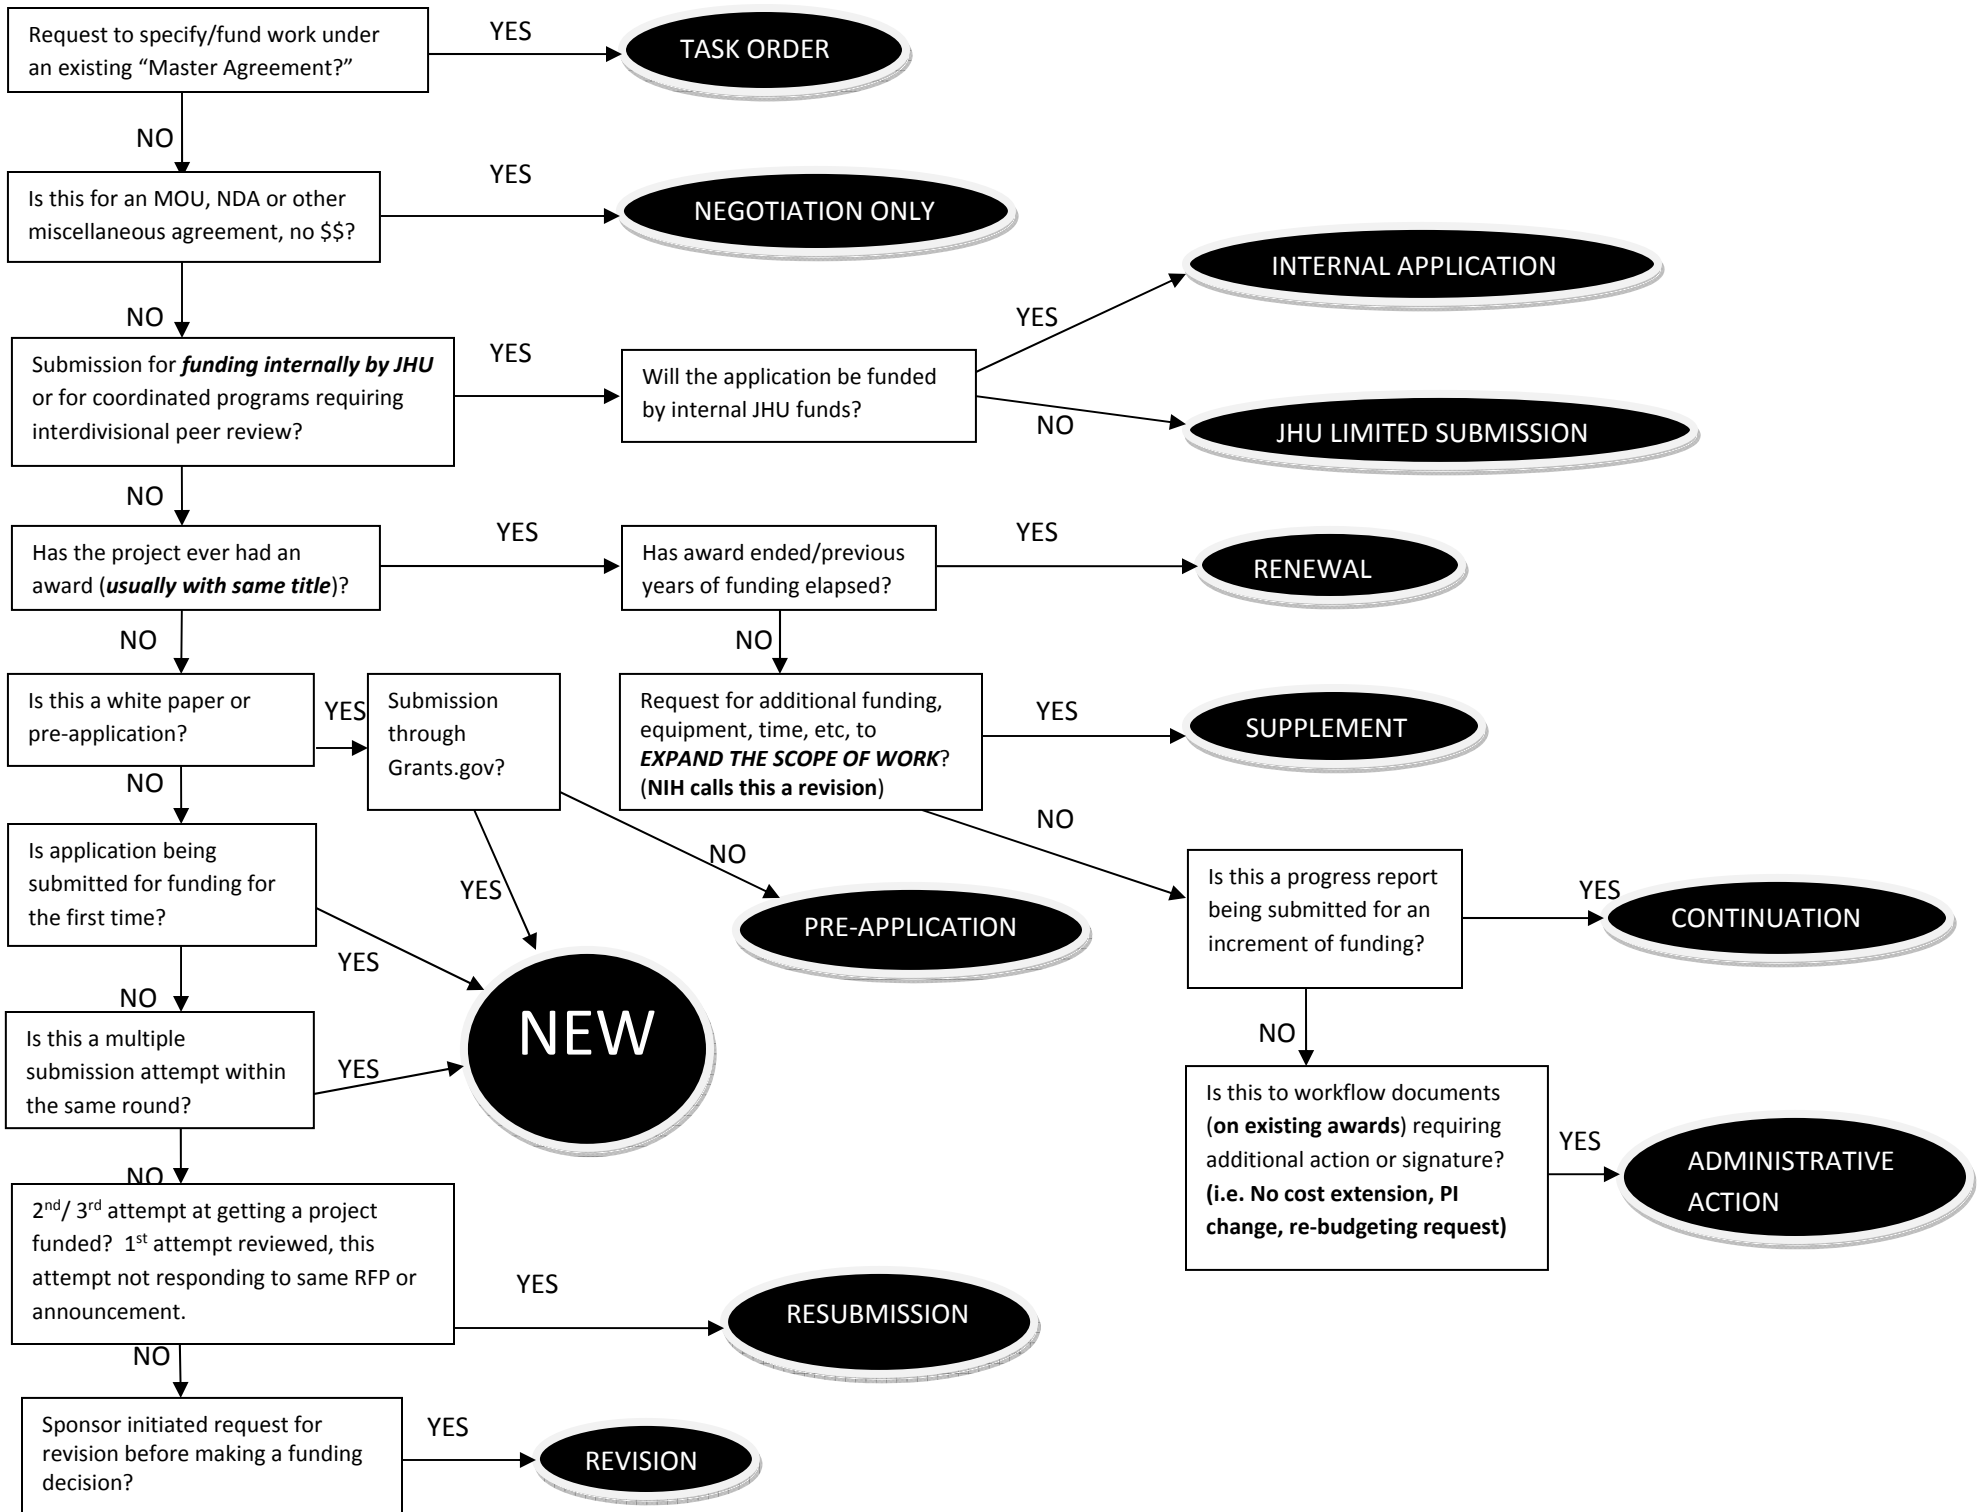 Request to specify/fund work under
an existing “Master Agreement?”
YES
TASK ORDER
NO
Is this for an MOU, NDA or other
miscellaneous agreement, no $$?
YES
NEGOTIATION ONLY
NO
Submission for funding internally by JHU
or for coordinated programs requiring
interdivisional peer review?
YES
Will the application be funded
by internal JHU funds?
YES
INTERNAL APPLICATION
NO
JHU LIMITED SUBMISSION
NO
Has the project ever had an
award (usually with same title)?
YES
Has award ended/previous
years of funding elapsed?
YES
RENEWAL
NO
NO
Is this a white paper or
pre-application?
YES
Submission
through
Grants.gov?
Request for additional funding,
equipment, time, etc, to
EXPAND THE SCOPE OF WORK?
(NIH calls this a revision)
YES
SUPPLEMENT
NO
NO
NO
YES
PRE-APPLICATION
Is application being
submitted for funding for
the first time?
YES
Is this a progress report
being submitted for an
increment of funding?
YES
CONTINUATION
NO
NEW
Is this a multiple
submission attempt within
the same round?
YES
NO
Is this to workflow documents
(on existing awards) requiring
additional action or signature?
(i.e. No cost extension, PI
change, re-budgeting request)
YES
ADMINISTRATIVE
ACTION
NO
2nd/ 3rd attempt at getting a project
funded?  1st attempt reviewed, this
attempt not responding to same RFP or
announcement.
YES
RESUBMISSION
NO
Sponsor initiated request for
revision before making a funding
decision?
YES
REVISION